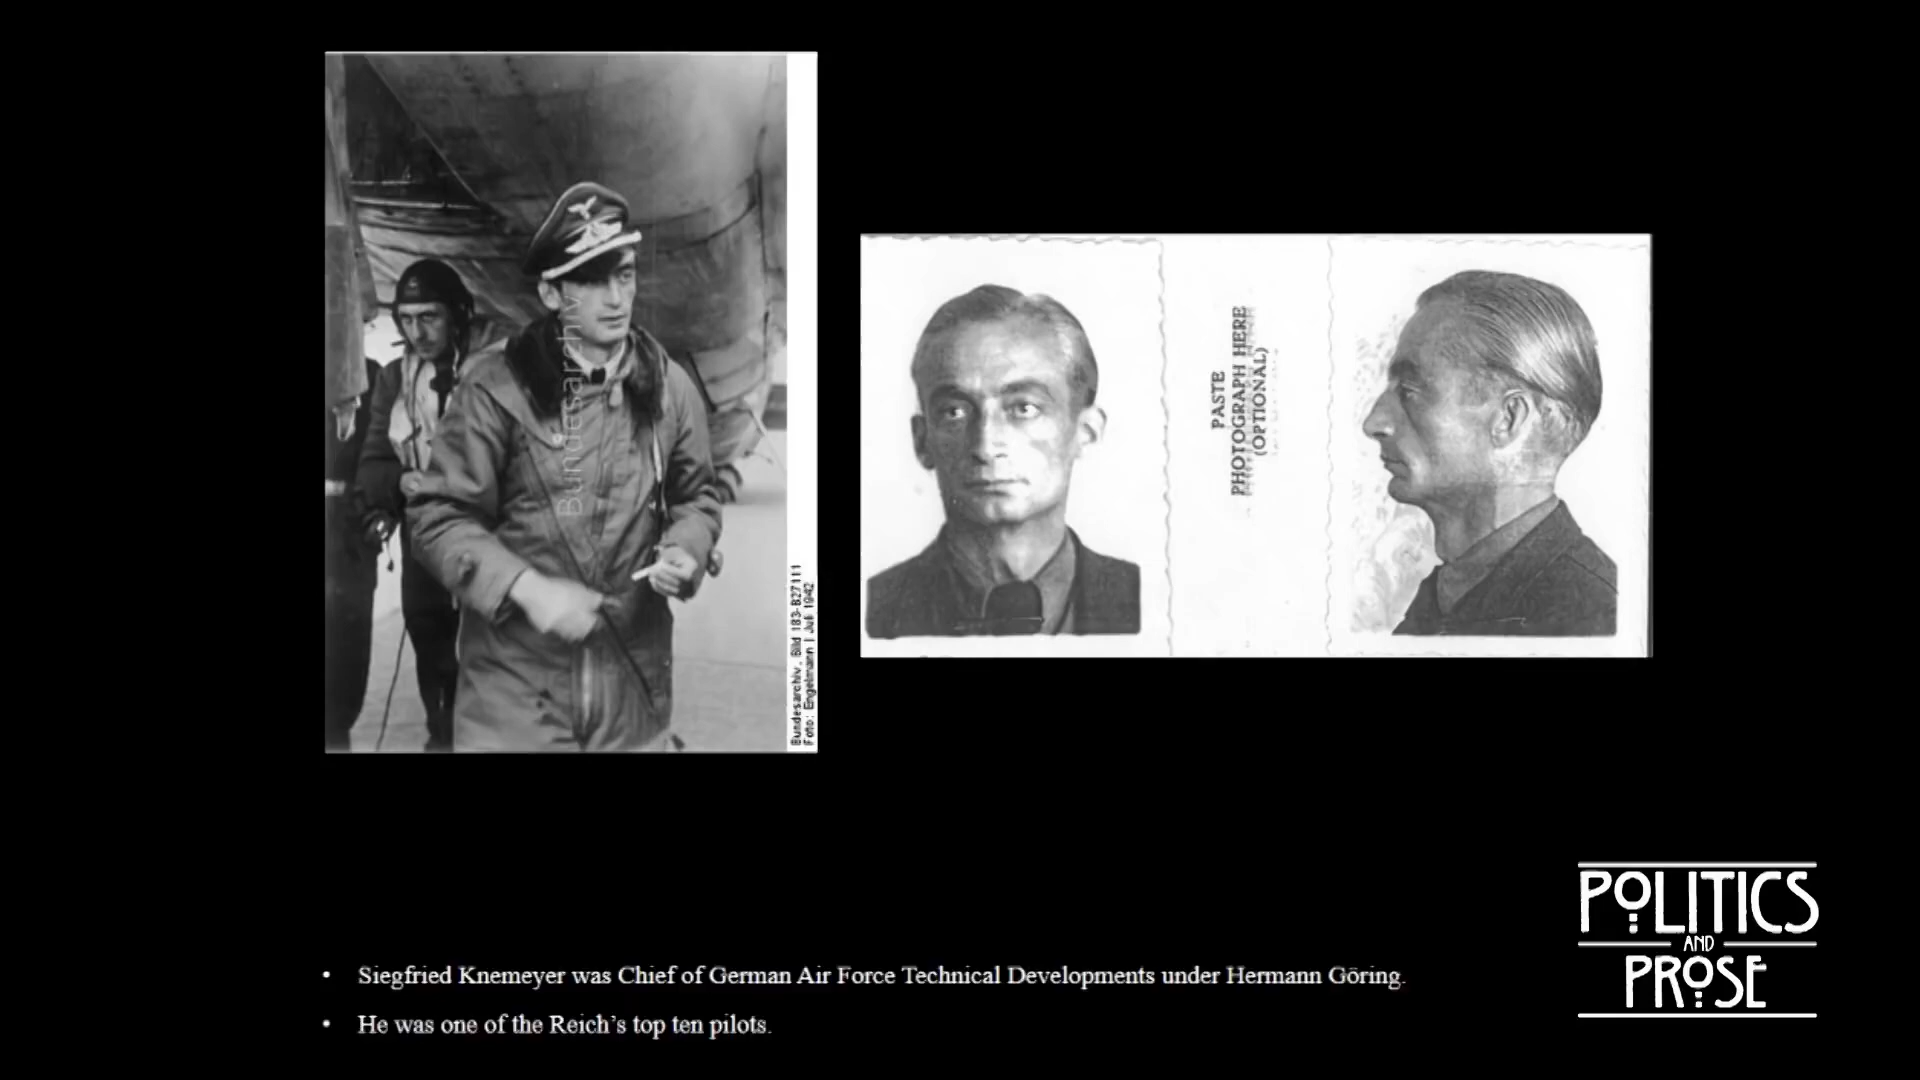 Bundesarchiv
Bundesarchiv, Bild 183-B27111
Foto: Engelmann | Juli 1942
PASTE
PHOTOGRAPH HERE
(OPTIONAL)
• Siegfried Knemeyer was Chief of German Air Force Technical Developments under Hermann Göring.
• He was one of the Reich’s top ten pilots.
POLITICS
AND
PROSE